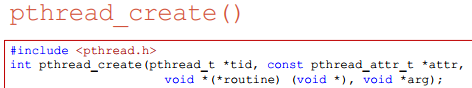 pthread_create()
#include <pthread.h>
int pthread_create(pthread_t *tid, const pthread_attr_t *attr,
void *(*routine) (void *), void *arg);